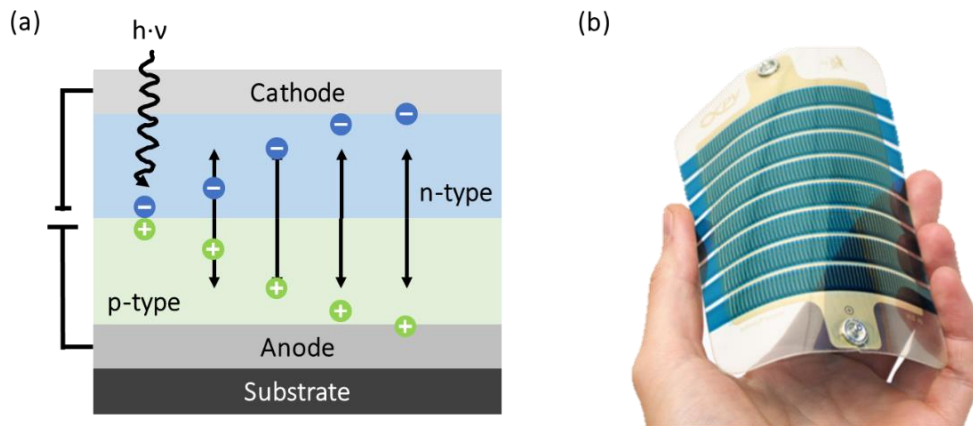 (a)
(b)
h·ν
Cathode
n-type
p-type
Anode
Substrate